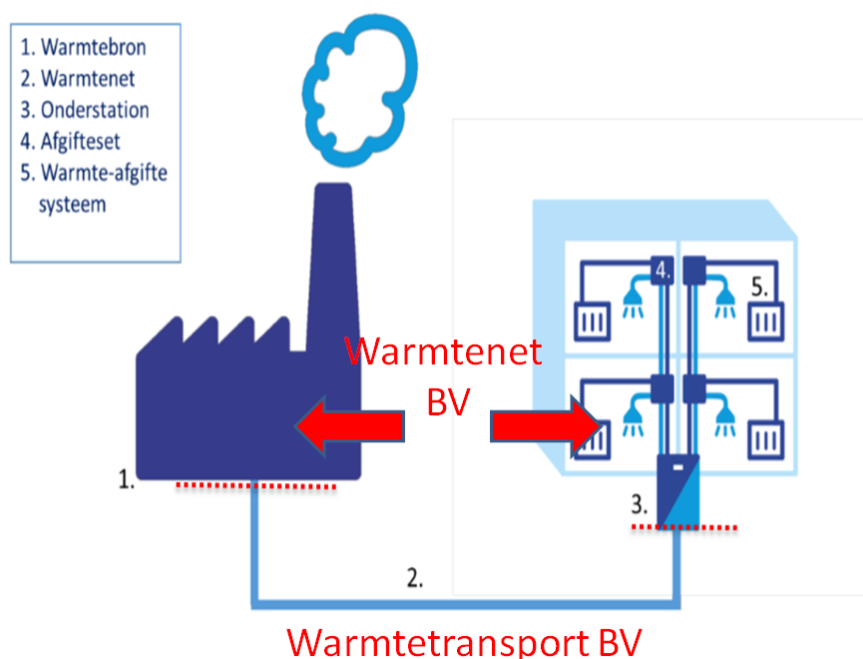 1. Warmtebron
2. Warmtenet
3. Onderstation
4. Afgifteset
5. Warmte-afgifte
systeem
4.
5.
Warmtenet
BV
1.
3.
2.
Warmtetransport BV